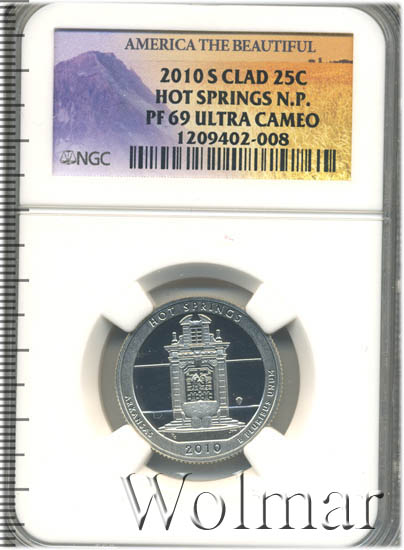 AMERICA THE BEAUTIFUL
2010 S CLAD 25C
HOT SPRINGS N.P.
PF 69 ULTRA CAMEO
1209402-008
NGC
HOT SPRINGS
ARKANSAS
2010
E PLURIBUS UNUM
Wolmar